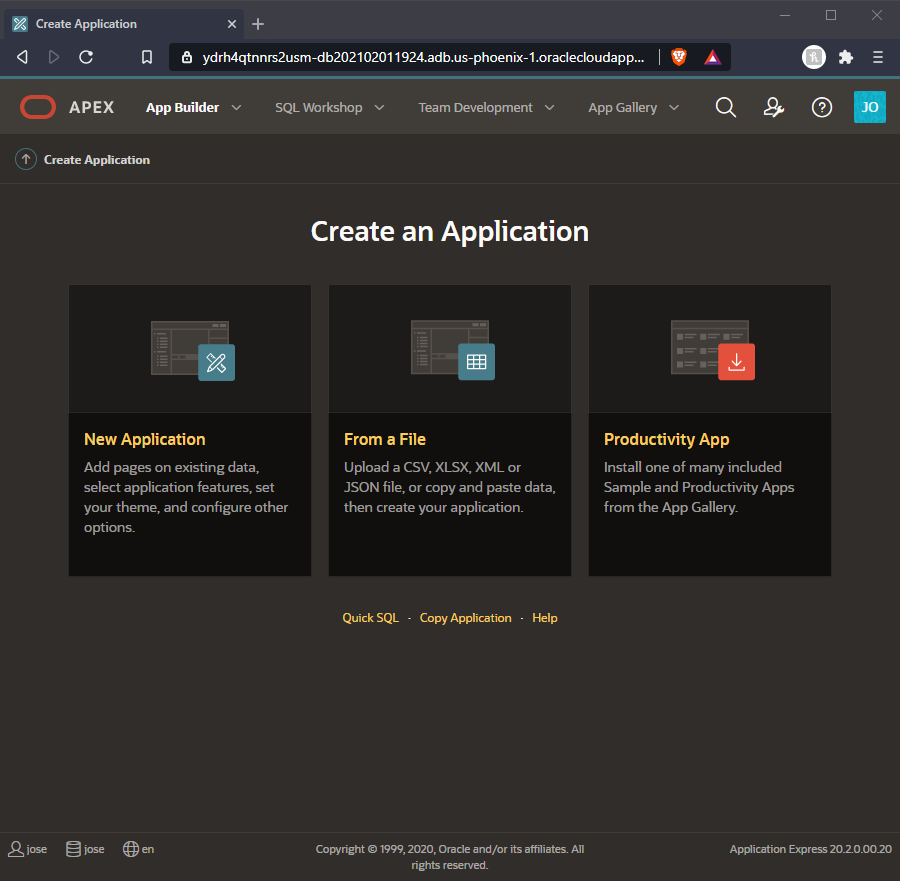 Create Application
ydrh4qtnnrs2usm-db202102011924.adb.us-phoenix-1.oraclecloudapp...
APEX App Builder SQL Workshop Team Development App Gallery JO
Create Application
Create an Application
New Application
Add pages on existing data,
select application features, set
your theme, and configure other
options.
From a File
Upload a CSV, XLSX, XML or
JSON file, or copy and paste data,
then create your application.
Productivity App
Install one of many included
Sample and Productivity Apps
from the App Gallery.
Quick SQL - Copy Application - Help
jose jose en
Copyright © 1999, 2020, Oracle and/or its affiliates. All
rights reserved.
Application Express 20.2.0.00.20